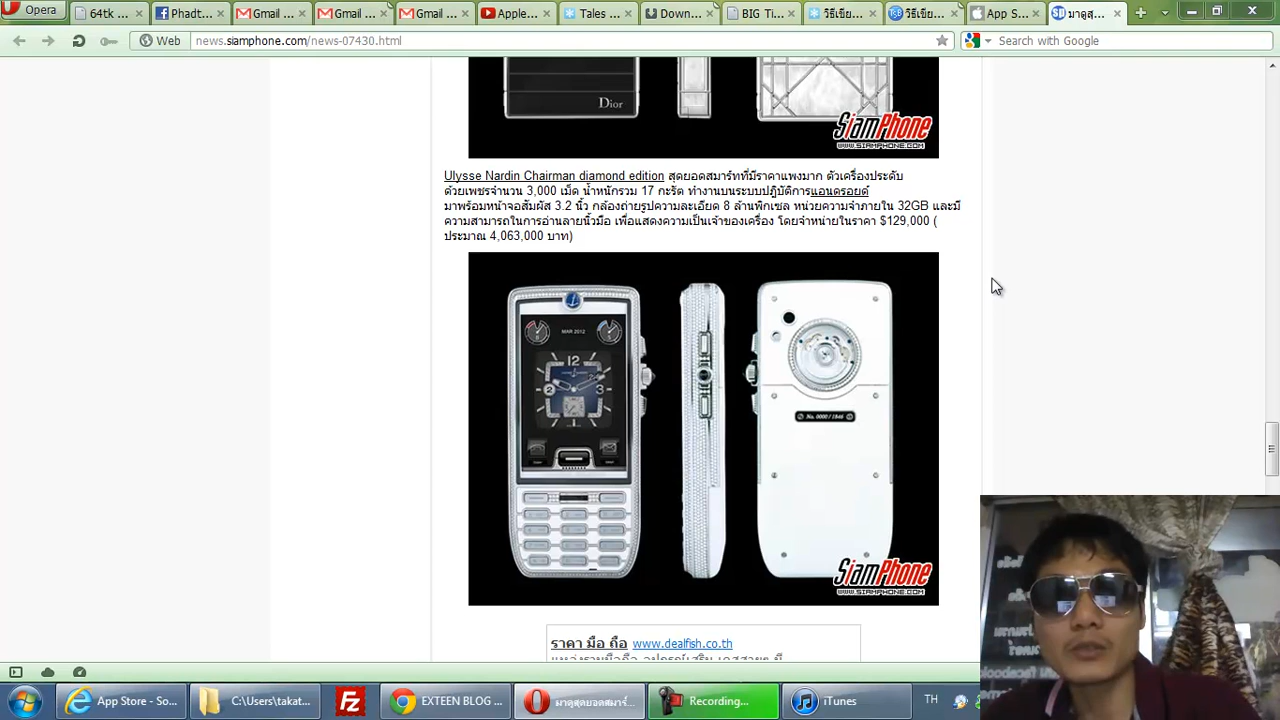 Opera
64tk ...
Phadt...
Gmail ...
Gmail ...
Gmail ...
Apple...
Tales ...
Down...
BIG Ti...
วิธีเขีย...
วิธีเขีย...
App S...
มาดูสุ...
Web
news.siamphone.com/news-07430.html
Search with Google
Dior
SiamPhone
WWW.SIAMPHONE.COM
Ulysse Nardin Chairman diamond edition สุดยอดสมาร์ทที่มีราคาแพงมาก ตัวเครื่องประดับ
ด้วยเพชรจำนวน 3,000 เม็ด น้ำหนักรวม 17 กะรัต ทำงานบนระบบปฎิบัติการแอนดรอยด์
มาพร้อมหน้าจอสัมผัส 3.2 นิ้ว กล้องถ่ายรูปความละเอียด 8 ล้านพิกเซล หน่วยความจำภายใน 32GB และมี
ความสามารถในการอ่านลายนิ้วมือ เพื่อแสดงความเป็นเจ้าของเครื่อง โดยจำหน่ายในราคา $129,000 (
ประมาณ 4,063,000 บาท)
MAR 2012
12
2
3
No. 0000 / 1846
SiamPhone
WWW.SIAMPHONE.COM
ราคา มือ ถือ www.dealfish.co.th
App Store - So...
C:\Users\takat...
EXTEEN BLOG ...
มาดูสุดยอดสมาร์...
Recording...
iTunes
TH